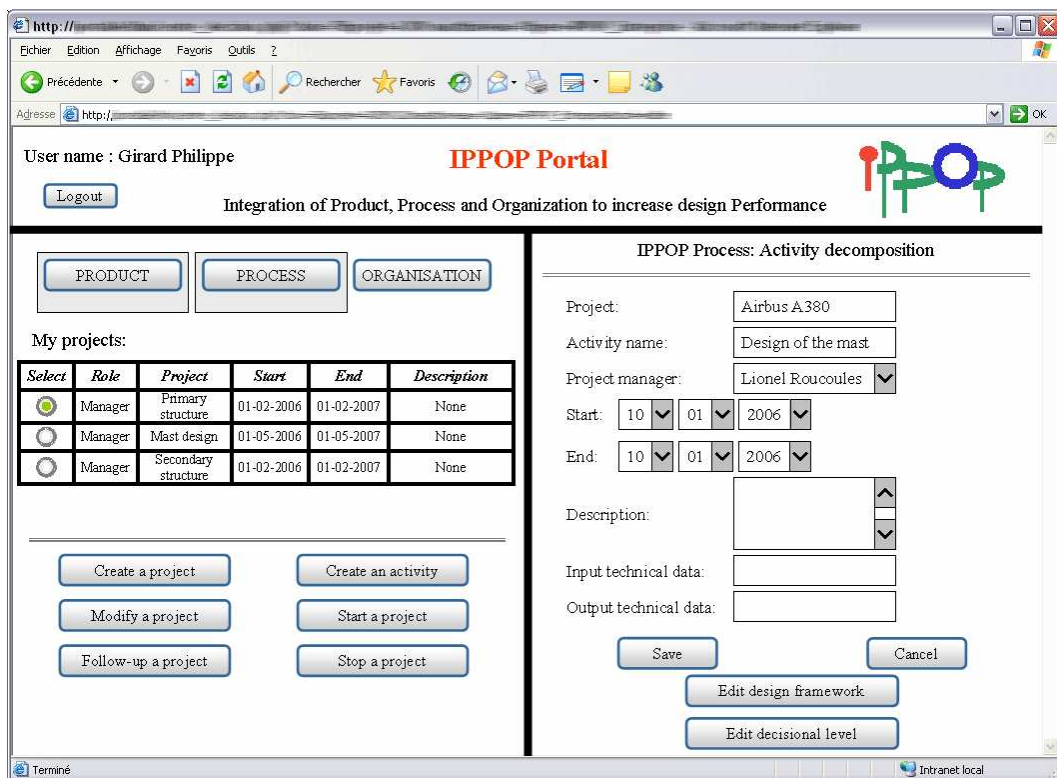 http://
Fichier Edition Affichage Favoris Outils ?
Précédente Rechercher Favoris
Adresse http:/, OK
User name : Girard Philippe
IPPOP Portal
IPPOP
Logout
Integration of Product, Process and Organization to increase design Performance
PRODUCT PROCESS ORGANISATION
My projects:
Select Role Project Start End Description
Manager Primary structure 01-02-2006 01-02-2007 None
Manager Mast design 01-05-2006 01-05-2007 None
Manager Secondary structure 01-02-2006 01-02-2007 None
Create a project Create an activity
Modify a project Start a project
Follow-up a project Stop a project
IPPOP Process: Activity decomposition
Project: Airbus A380
Activity name: Design of the mast
Project manager: Lionel Roucoules
Start: 10 01 2006
End: 10 01 2006
Description:
Input technical data:
Output technical data:
Save Cancel
Edit design framework
Edit decisional level
Terminé Intranet local